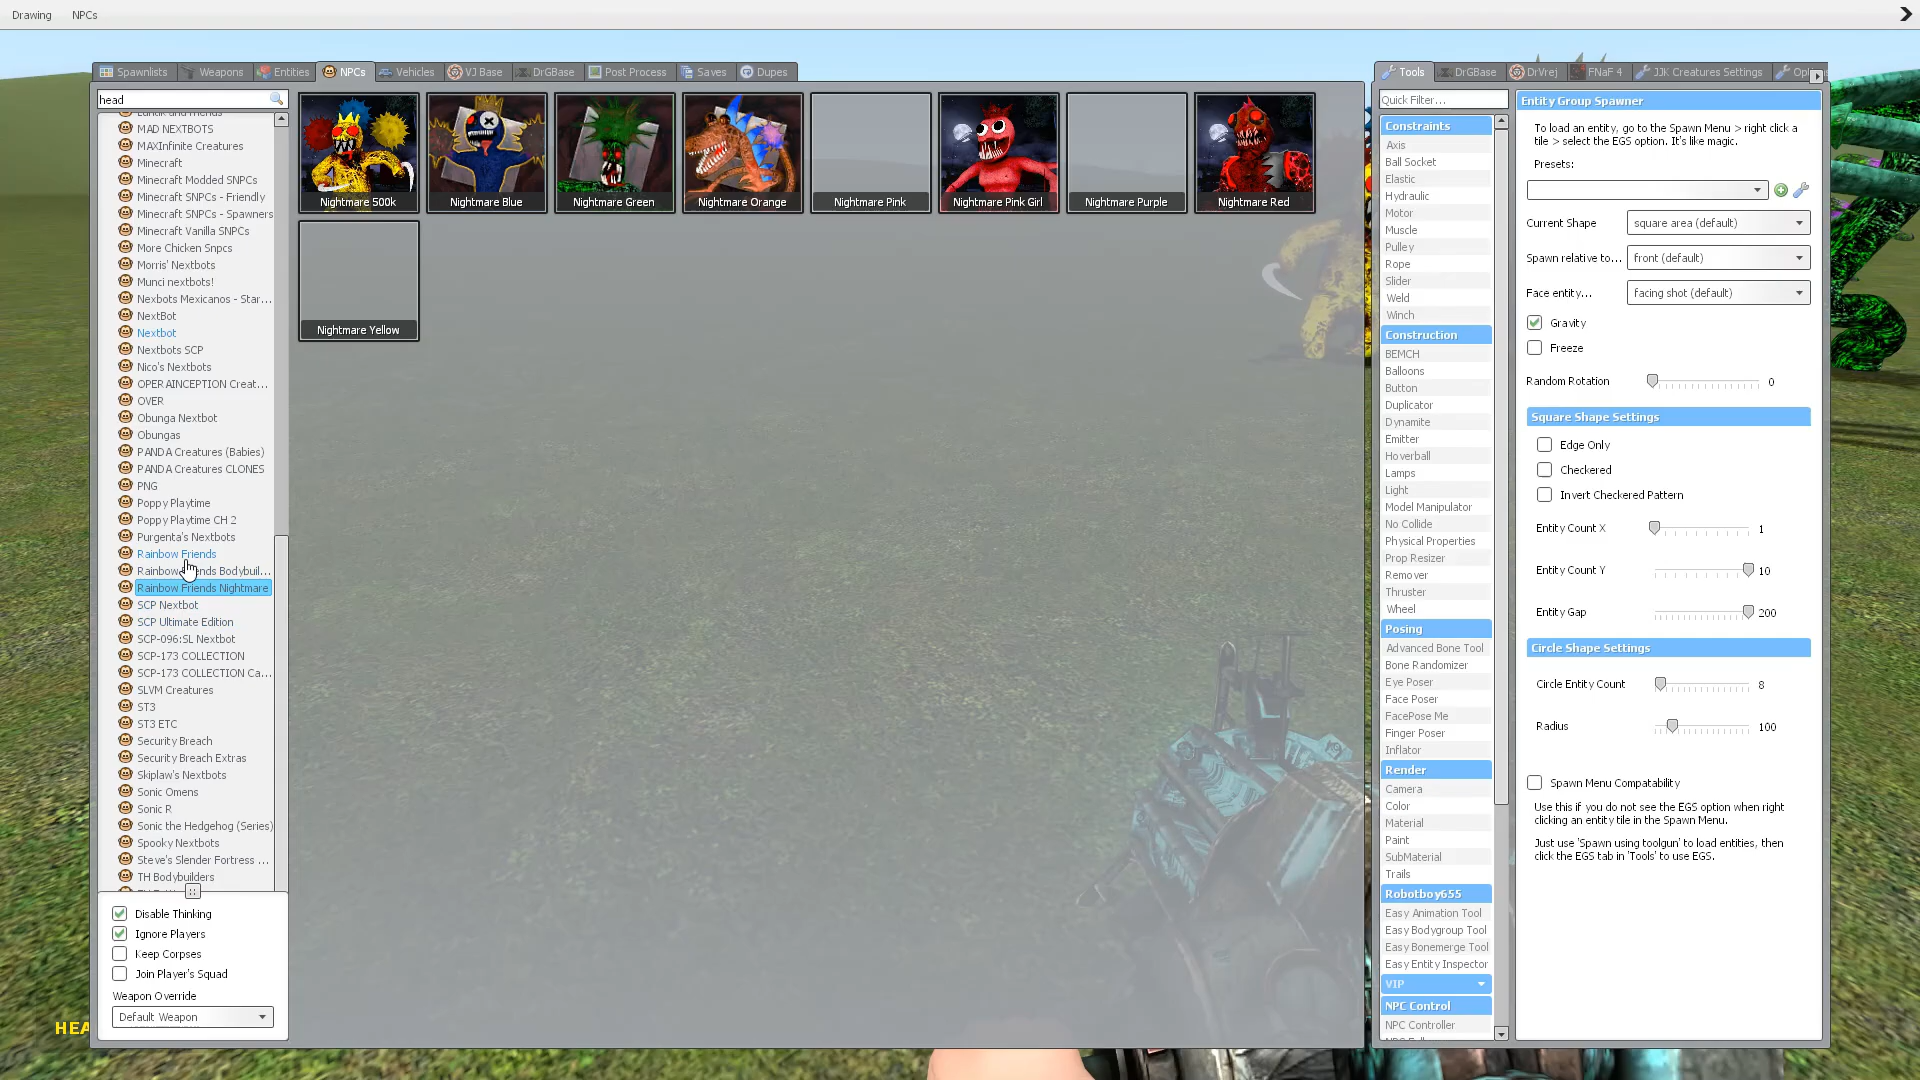 Drawing NPCs
Spawnlists Weapons Entities NPCs Vehicles VJ Base DrGBase Post Process Saves Dupes
head
MAD NEXTBOTS
MAXInfinite Creatures
Minecraft
Minecraft Modded SNPCs
Minecraft SNPCs - Friendly
Minecraft SNPCs - Spawners
Minecraft Vanilla SNPCs
More Chicken Snpcs
Morris' Nextbots
Munci nextbots!
Nexbots Mexicanos - Star...
NextBot
Nextbot
Nextbots SCP
Nico's Nextbots
OPERAINCEPTION Creat...
OVER
Obunga Nextbot
Obungas
PANDA Creatures (Babies)
PANDA Creatures CLONES
PNG
Poppy Playtime
Poppy Playtime CH 2
Purgenta's Nextbots
Rainbow Friends
Rainbow Bodybuil...
Rainbow Friends Nightmare
SCP Nextbot
SCP Ultimate Edition
SCP-096:SL Nextbot
SCP-173 COLLECTION
SCP-173 COLLECTION Ca...
SLVM Creatures
ST3
ST3 ETC
Security Breach
Security Breach Extras
Skiplaw's Nextbots
Sonic Omens
Sonic R
Sonic the Hedgehog (Series)
Spooky Nextbots
Steve's Slender Fortress ...
TH Bodybuilders
Disable Thinking
Ignore Players
Keep Corpses
Join Player's Squad
Weapon Override
Default Weapon
HEA
Nightmare 500k
Nightmare Blue
Nightmare Green
Nightmare Orange
Nightmare Pink
Nightmare Pink Girl
Nightmare Purple
Nightmare Red
Nightmare Yellow
Tools DrGBase DrVrej FNaF 4 JJK Creatures Settings
Quick Filter...
Constraints
Axis
Ball Socket
Elastic
Hydraulic
Motor
Muscle
Pulley
Rope
Slider
Weld
Winch
Construction
BEMCH
Balloons
Button
Duplicator
Dynamite
Emitter
Hoverball
Lamps
Light
Model Manipulator
No Collide
Physical Properties
Prop Resizer
Remover
Thruster
Wheel
Posing
Advanced Bone Tool
Bone Randomizer
Eye Poser
Face Poser
FacePose Me
Finger Poser
Inflator
Render
Camera
Color
Material
Paint
SubMaterial
Trails
Robotboy655
Easy Animation Tool
Easy Bodygroup Tool
Easy Bonemerge Tool
Easy Entity Inspector
VIP
NPC Control
NPC Controller
Entity Group Spawner
To load an entity, go to the Spawn Menu > right click a
tile > select the EGS option. It's like magic.
Presets:
Current Shape square area (default)
Spawn relative to... front (default)
Face entity... facing shot (default)
Gravity
Freeze
Random Rotation 0
Square Shape Settings
Edge Only
Checkered
Invert Checkered Pattern
Entity Count X 1
Entity Count Y 10
Entity Gap 200
Circle Shape Settings
Circle Entity Count 8
Radius 100
Spawn Menu Compatability
Use this if you do not see the EGS option when right
clicking an entity tile in the Spawn Menu.
Just use 'Spawn using toolgun' to load entities, then
click the EGS tab in 'Tools' to use EGS.